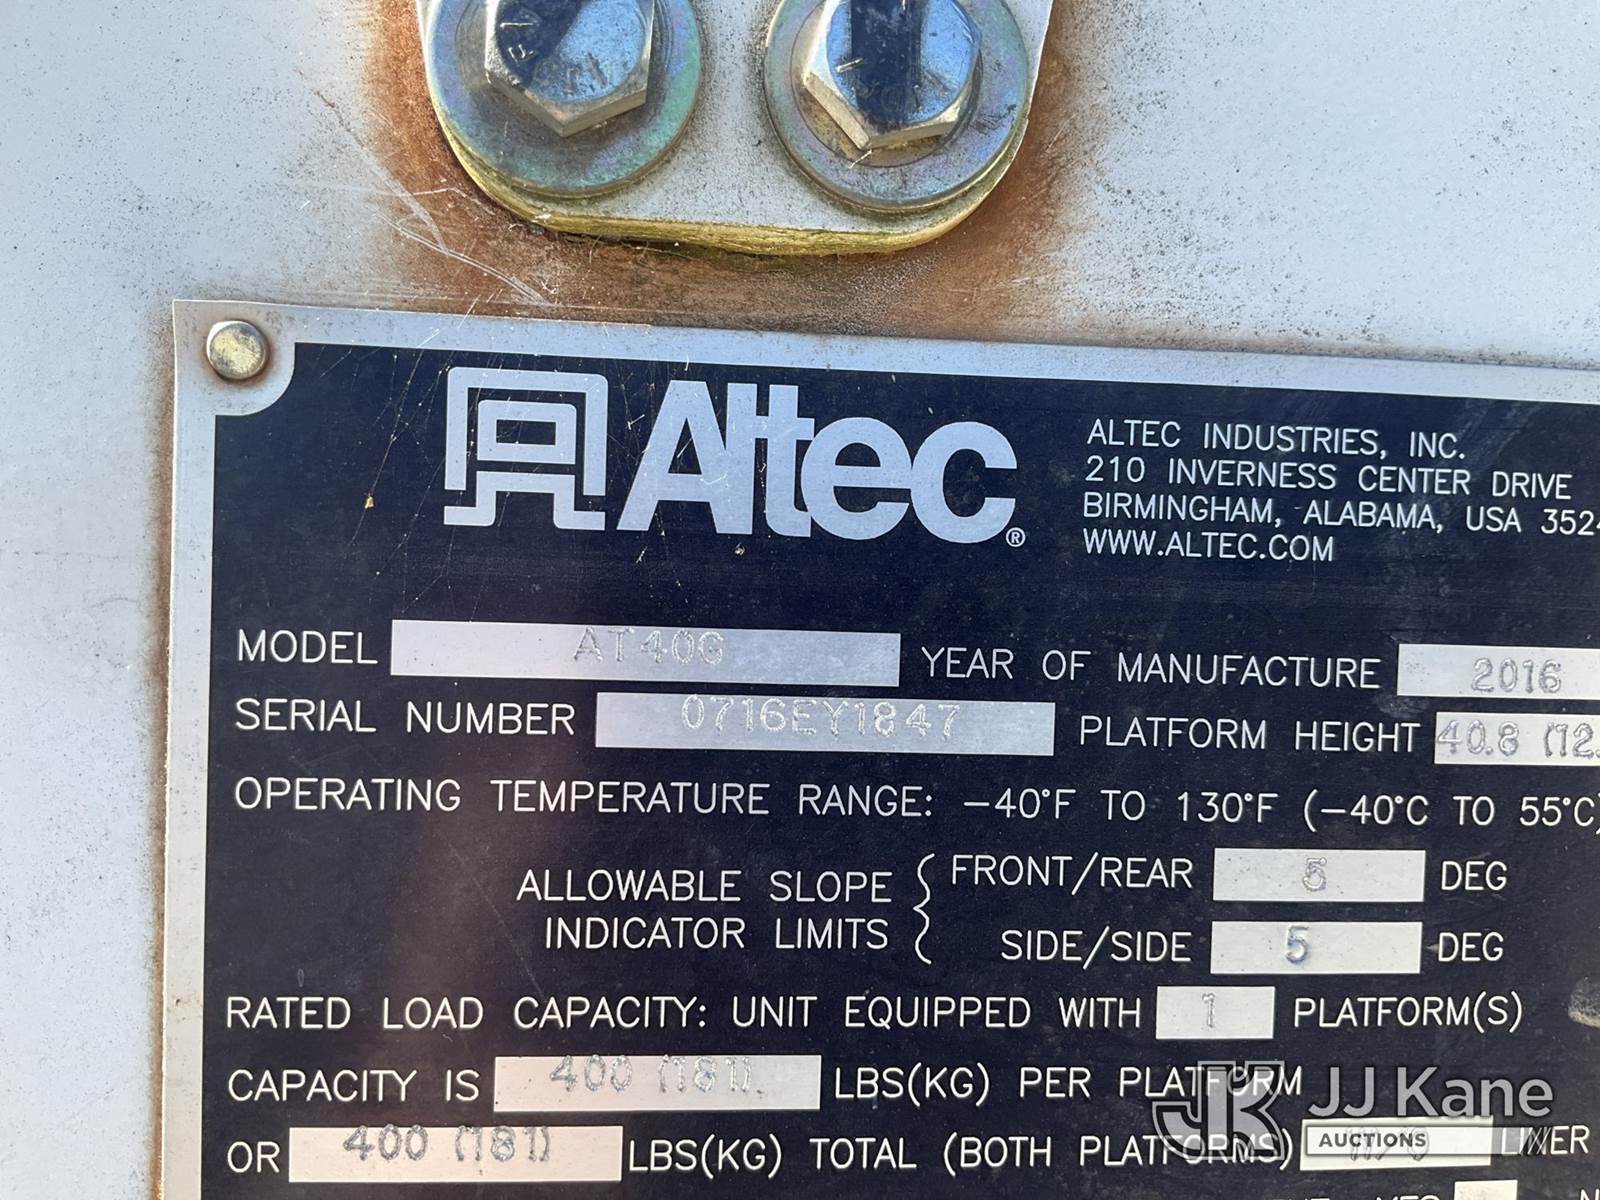 Altec®
ALTEC INDUSTRIES, INC.
210 INVERNESS CENTER DRIVE
BIRMINGHAM, ALABAMA, USA 3524
WWW.ALTEC.COM
MODEL AT40G YEAR OF MANUFACTURE 2016
SERIAL NUMBER 0716EY1847 PLATFORM HEIGHT 40.8 (12.
OPERATING TEMPERATURE RANGE: -40°F TO 130°F (-40°C TO 55°C)
ALLOWABLE SLOPE INDICATOR LIMITS
FRONT/REAR 5 DEG
SIDE/SIDE 5 DEG
RATED LOAD CAPACITY: UNIT EQUIPPED WITH 1 PLATFORM(S)
CAPACITY IS 400 (181) LBS(KG) PER PLATFORM
OR 400 (181) LBS(KG) TOTAL (BOTH PLATFORMS)
JK JJ Kane
AUCTIONS